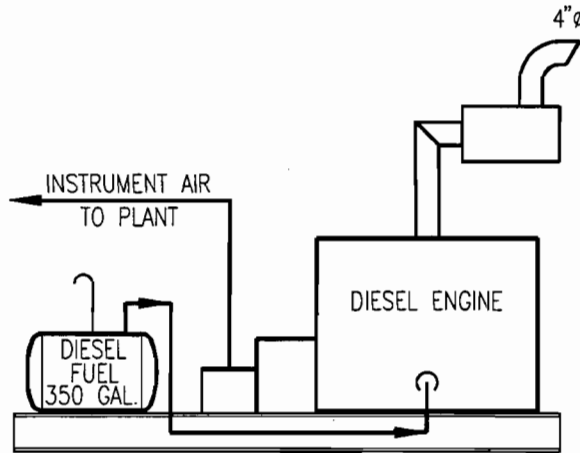 4"ø
INSTRUMENT AIR
TO PLANT
DIESEL ENGINE
DIESEL
FUEL
350 GAL.